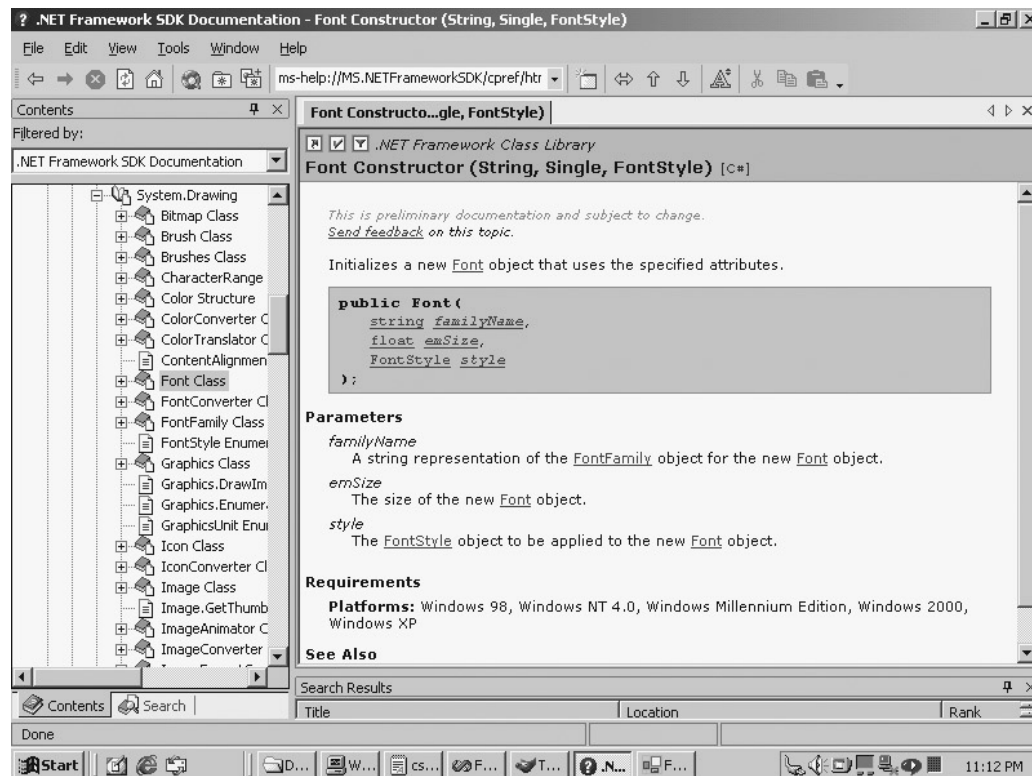 .NET Framework SDK Documentation - Font Constructor (String, Single, FontStyle)
File Edit View Tools Window Help
ms-help://MS.NETFrameworkSDK/cpref/htr
Contents
Filtered by:
.NET Framework SDK Documentation
System.Drawing
Bitmap Class
Brush Class
Brushes Class
CharacterRange
Color Structure
ColorConverter C
ColorTranslator C
ContentAlignmen
Font Class
FontConverter Cl
FontFamily Class
FontStyle Enumer
Graphics Class
Graphics.DrawIm
Graphics.Enumer
GraphicsUnit Enu
Icon Class
IconConverter Cl
Image Class
Image.GetThumb
ImageAnimator C
ImageConverter
Contents Search
Font Constructo...gle, FontStyle)
.NET Framework Class Library
Font Constructor (String, Single, FontStyle) [C#]
This is preliminary documentation and subject to change.
Send feedback on this topic.
Initializes a new Font object that uses the specified attributes.
public Font(
string familyName,
float emSize,
FontStyle style
);
Parameters
familyName
A string representation of the FontFamily object for the new Font object.
emSize
The size of the new Font object.
style
The FontStyle object to be applied to the new Font object.
Requirements
Platforms: Windows 98, Windows NT 4.0, Windows Millennium Edition, Windows 2000,
Windows XP
See Also
Search Results
Title Location Rank
Done
Start D... W... cs... F... T... .N... F... 11:12 PM